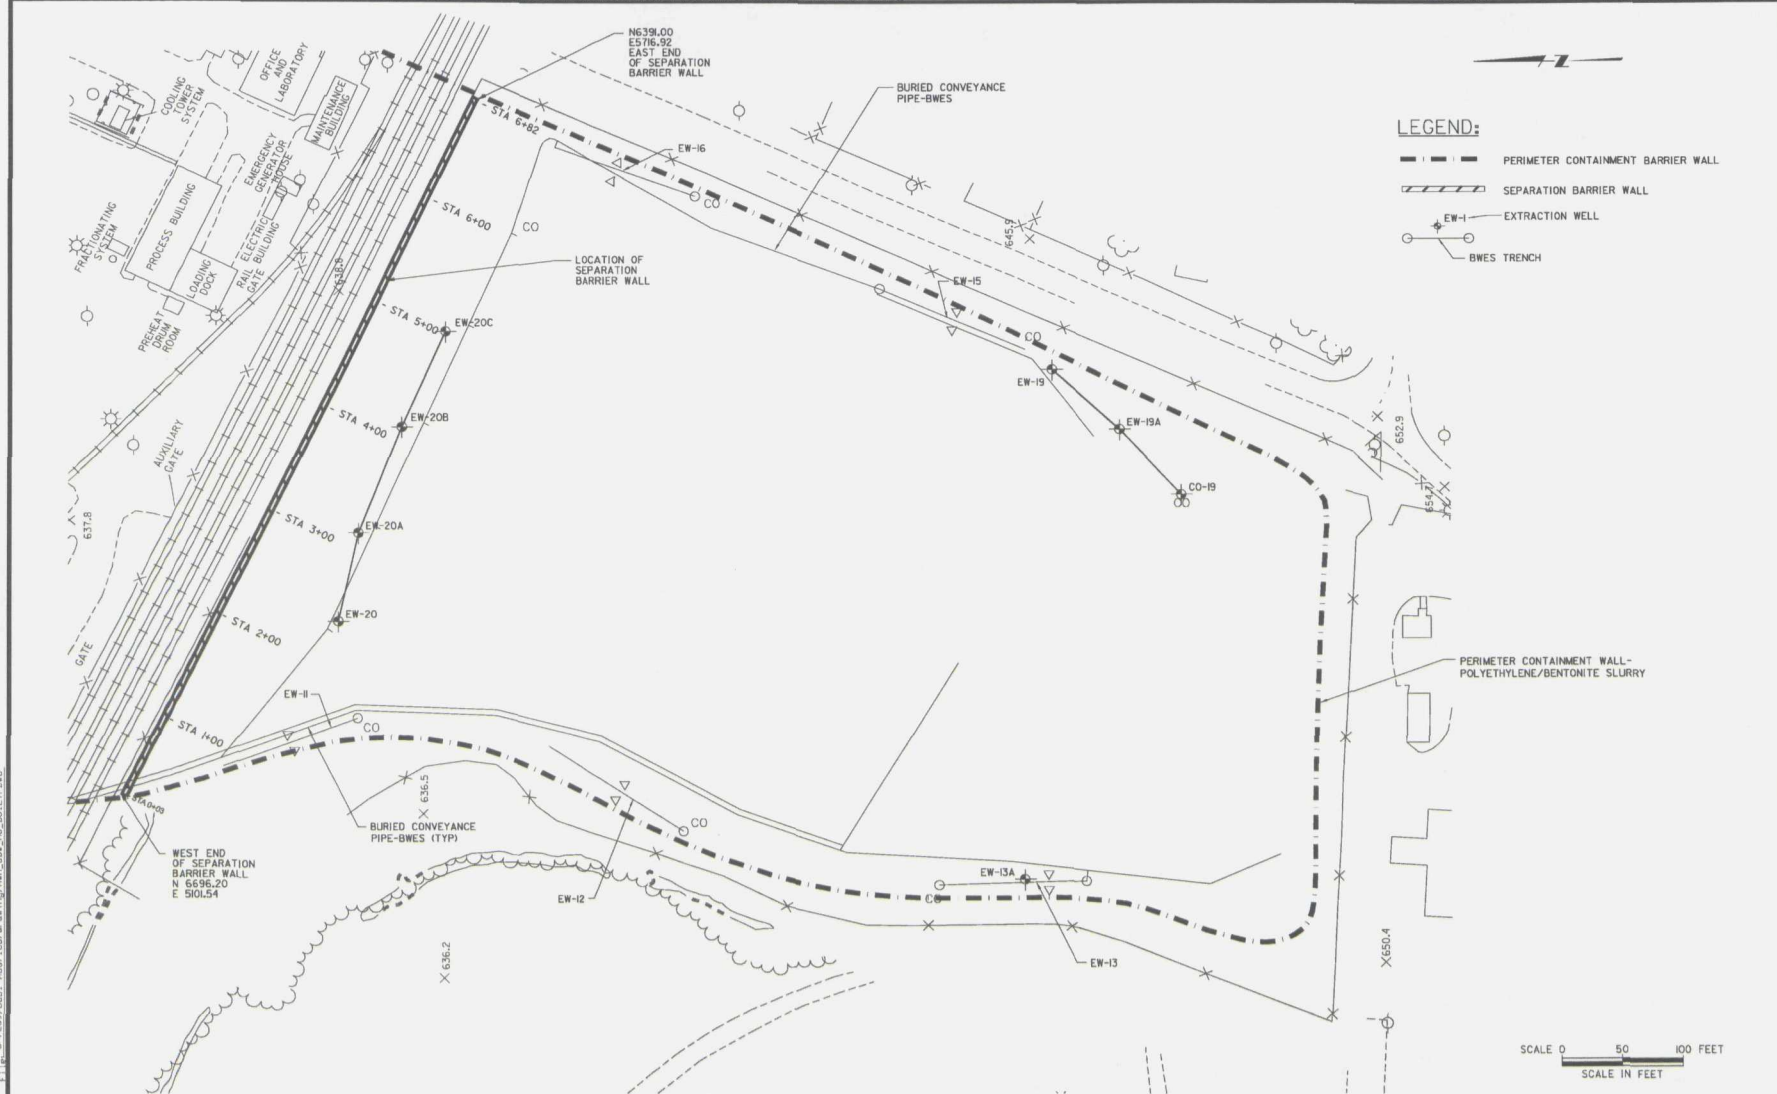 N6391.00
E5716.92
EAST END
OF SEPARATION
BARRIER WALL
BURIED CONVEYANCE
PIPE-BWES
Z
LEGEND:
PERIMETER CONTAINMENT BARRIER WALL
SEPARATION BARRIER WALL
EW-1
EXTRACTION WELL
BWES TRENCH
OFFICE
AND
LABORATORY
COOLING
TOWER
SYSTEM
MAINTENANCE
BUILDING
EMERGENCY
GENERATOR
HOUSE
PROCESS BUILDING
FRACTIONATING
SYSTEM
LOADING
DOCK
ELECTRIC
BUILDING
RAIL
GATE
PREHEAT
DRUM
ROOM
638.8
STA 6+82
EW-16
CO
STA 6+00
CO
LOCATION OF
SEPARATION
BARRIER WALL
645.9
EW-15
CO
STA 5+00
EW-20C
EW-19
EW-19A
CO-19
652.9
654.7
EW-20B
STA 4+00
AUXILIARY
GATE
637.8
STA 3+00
EW-20A
STA 2+00
EW-20
GATE
PERIMETER CONTAINMENT WALL-
POLYETHYLENE/BENTONITE SLURRY
EW-11
CO
STA 1+00
STA 0+03
636.5
BURIED CONVEYANCE
PIPE-BWES (TYP)
CO
WEST END
OF SEPARATION
BARRIER WALL
N 6696.20
E 5101.54
EW-12
EW-13A
CO
EW-13
636.2
650.4
SCALE 0 50 100 FEET
SCALE IN FEET